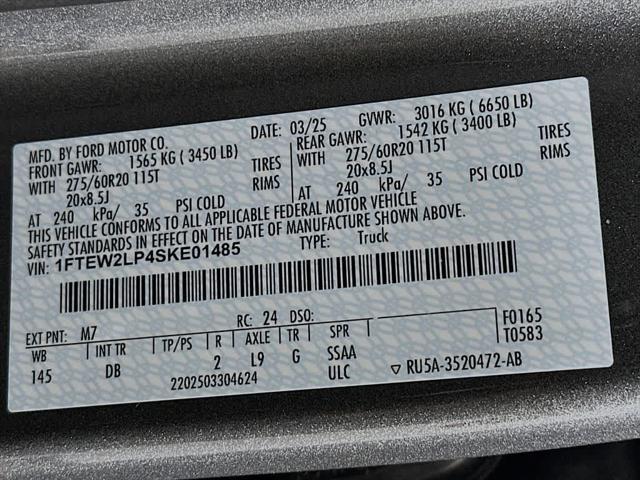 MFD. BY FORD MOTOR CO. DATE: 03/25 GVWR: 3016 KG ( 6650 LB)
FRONT GAWR: 1565 KG ( 3450 LB) REAR GAWR: 1542 KG ( 3400 LB)
WITH 275/60R20 115T TIRES WITH 275/60R20 115T TIRES
20x8.5J RIMS 20x8.5J RIMS
AT 240 kPa/ 35 PSI COLD AT 240 kPa/ 35 PSI COLD
THIS VEHICLE CONFORMS TO ALL APPLICABLE FEDERAL MOTOR VEHICLE
SAFETY STANDARDS IN EFFECT ON THE DATE OF MANUFACTURE SHOWN ABOVE.
VIN: 1FTEW2LP4SKE01485 TYPE: Truck
EXT PNT: M7 RC: 24 DSO: F0165
WB INT TR TP/PS R AXLE TR SPR T0583
145 DB 2 L9 G SSAA
2202503304624 ULC ▽ RU5A-3520472-AB